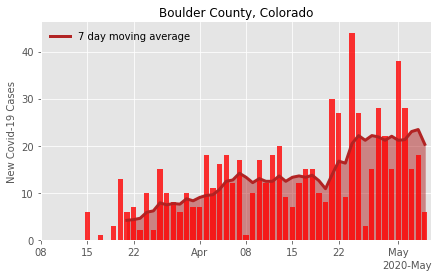 Boulder County, Colorado
7 day moving average
New Covid-19 Cases
40
30
20
10
0
08 15 22 Apr 08 15 22 May
2020-May